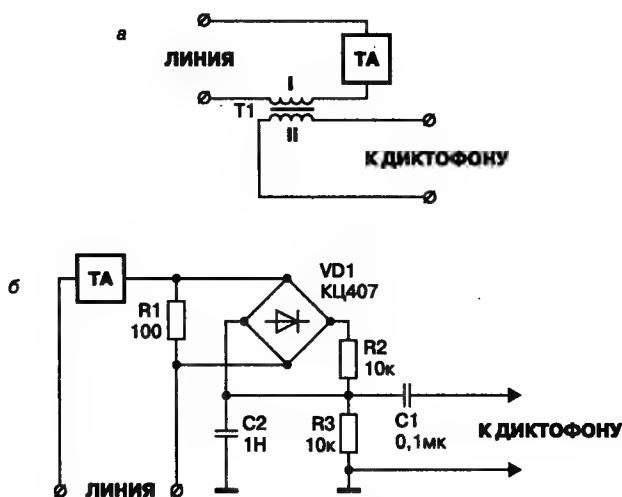 а
ЛИНИЯ
ТА
I
T1
II
К ДИКТОФОНУ
б
ТА
VD1
КЦ407
R1
100
R2
10к
C2
1Н
R3
10к
C1
0,1мк
К ДИКТОФОНУ
ЛИНИЯ